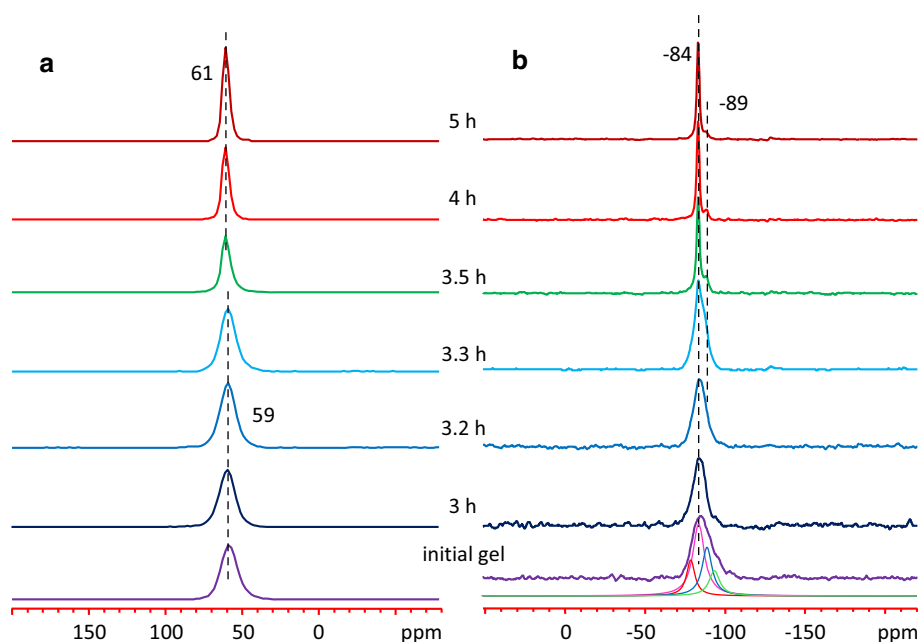 a
b
61
-84
-89
5 h
4 h
3.5 h
3.3 h
3.2 h
59
3 h
initial gel
150 100 50 0 ppm
0 -50 -100 -150 ppm